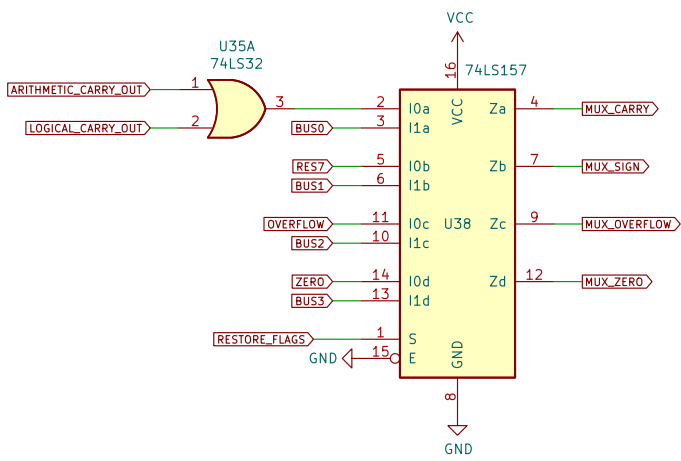 VCC
U35A
74LS32
74LS157
16
ARITHMETIC_CARRY_OUT 1
3 2 I0a VCC Za 4 MUX_CARRY
LOGICAL_CARRY_OUT 2
BUS0 3 I1a
RES7 5 I0b Zb 7 MUX_SIGN
BUS1 6 I1b
OVERFLOW 11 I0c U38 Zc 9 MUX_OVERFLOW
BUS2 10 I1c
ZERO 14 I0d Zd 12 MUX_ZERO
BUS3 13 I1d
RESTORE_FLAGS 1 S
GND 15 E GND
8
GND